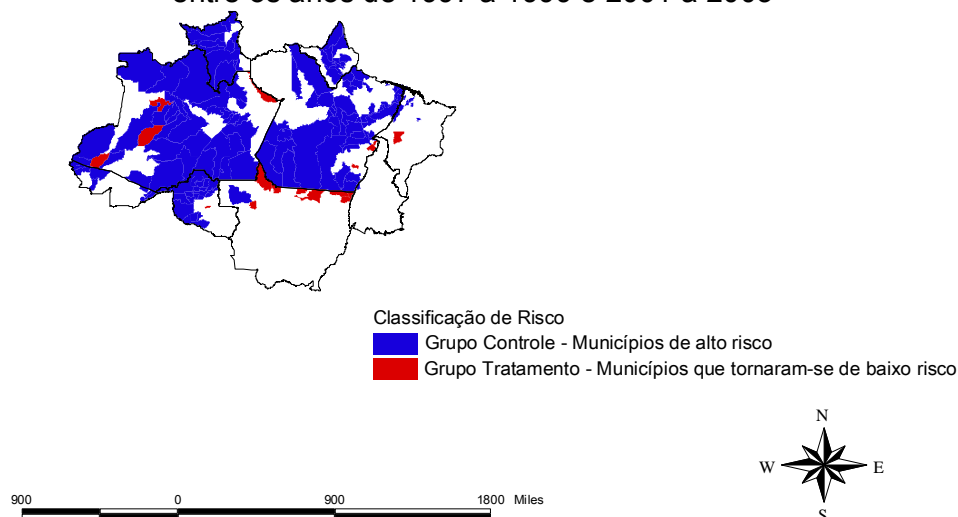 Classificação de Risco
Grupo Controle - Municípios de alto risco
Grupo Tratamento - Municípios que tornaram-se de baixo risco
N
W E
S
900 0 900 1800 Miles